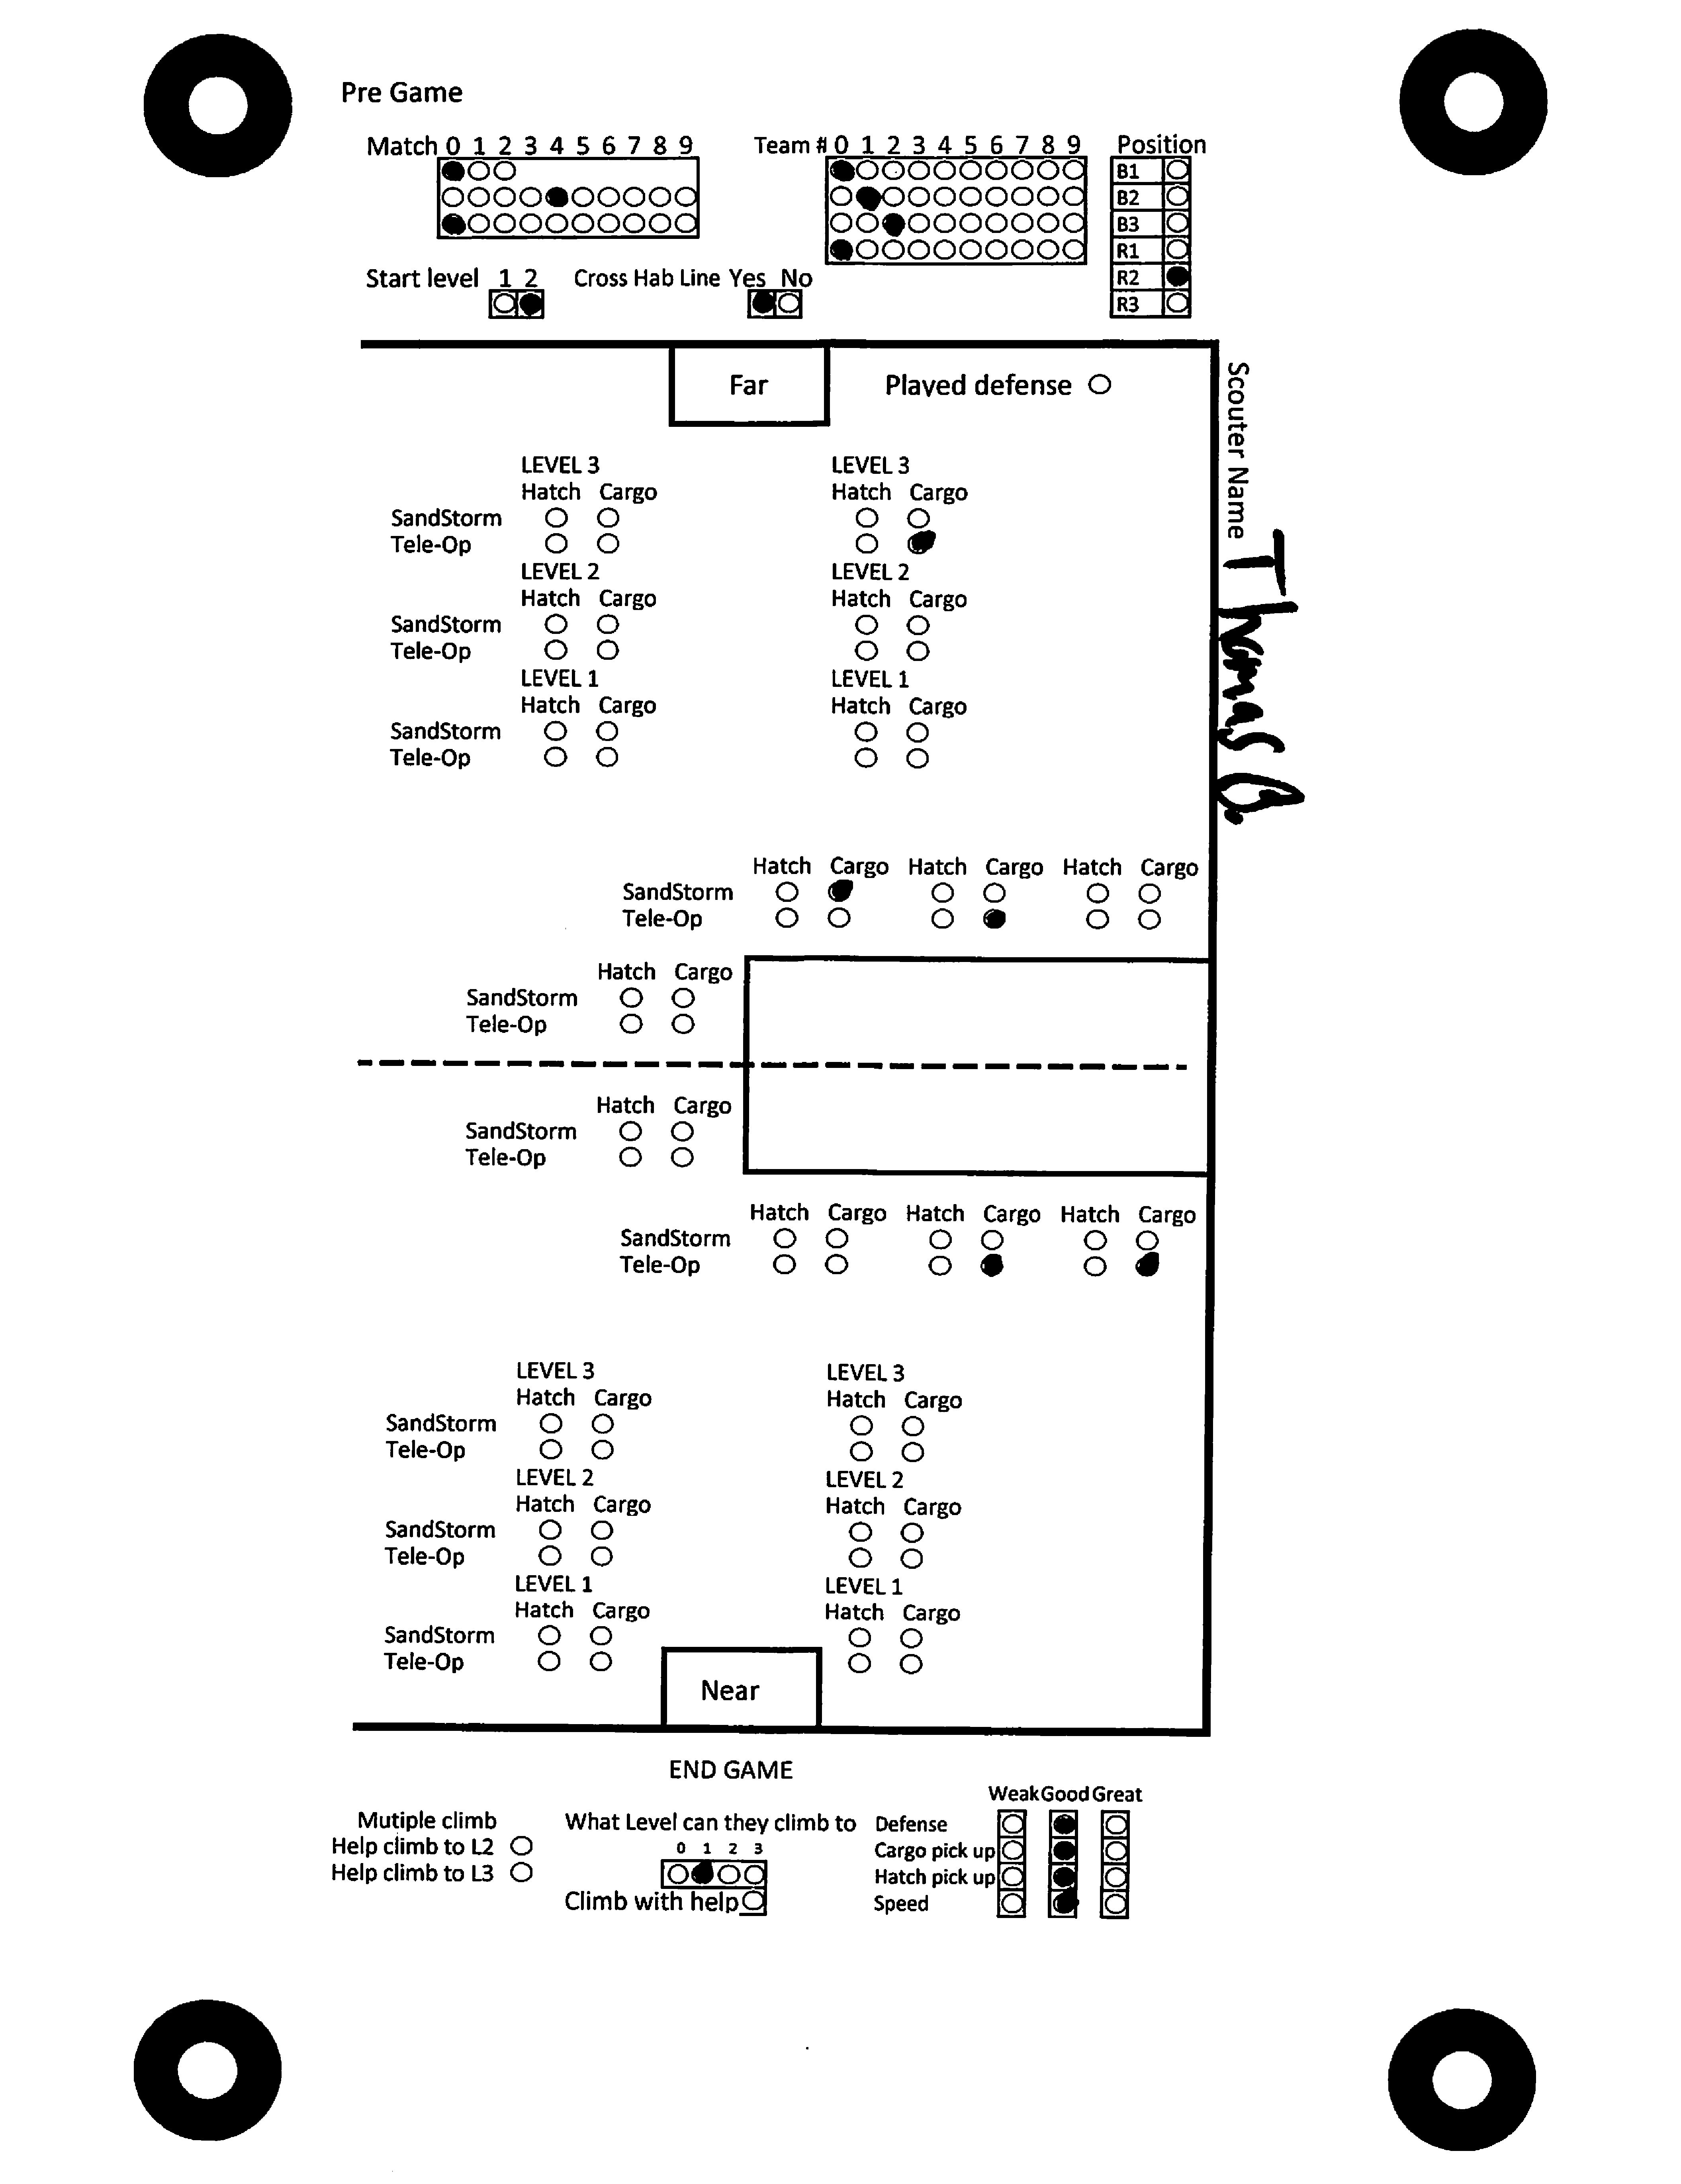 Pre Game
Match 0 1 2 3 4 5 6 7 8 9
Team # 0 1 2 3 4 5 6 7 8 9
Position
B1
B2
B3
R1
R2
R3
Start level 1 2
Cross Hab Line Yes No
Far
Played defense
Scouter Name
LEVEL 3 LEVEL 3
Hatch Cargo Hatch Cargo
SandStorm
Tele-Op
LEVEL 2 LEVEL 2
Hatch Cargo Hatch Cargo
SandStorm
Tele-Op
LEVEL 1 LEVEL 1
Hatch Cargo Hatch Cargo
SandStorm
Tele-Op
Thomas
Hatch Cargo Hatch Cargo Hatch Cargo
SandStorm
Tele-Op
Hatch Cargo
SandStorm
Tele-Op
Hatch Cargo
SandStorm
Tele-Op
Hatch Cargo Hatch Cargo Hatch Cargo
SandStorm
Tele-Op
LEVEL 3 LEVEL 3
Hatch Cargo Hatch Cargo
SandStorm
Tele-Op
LEVEL 2 LEVEL 2
Hatch Cargo Hatch Cargo
SandStorm
Tele-Op
LEVEL 1 LEVEL 1
Hatch Cargo Hatch Cargo
SandStorm
Tele-Op
Near
END GAME
Mutiple climb
Help climb to L2
Help climb to L3
What Level can they climb to
0 1 2 3
Climb with help
Weak Good Great
Defense
Cargo pick up
Hatch pick up
Speed